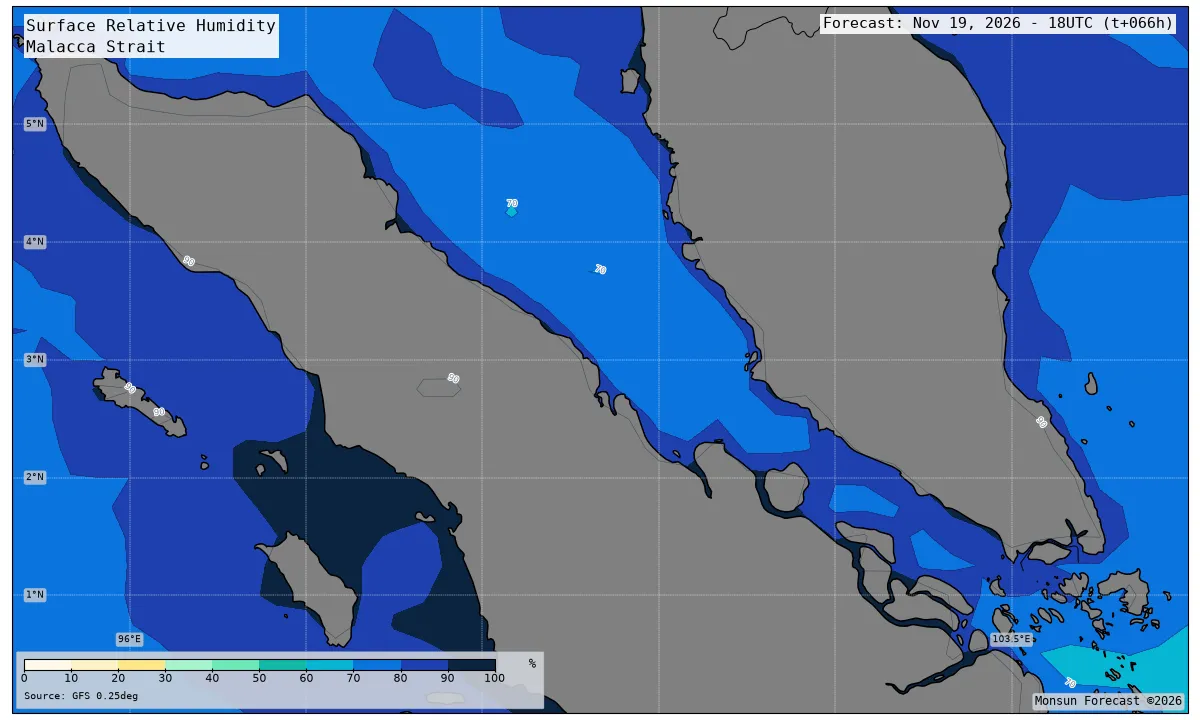 Surface Relative Humidity
Malacca Strait
Forecast: Nov 19, 2026 - 18UTC (t+066h)
5°N
70
4°N
90
70
3°N
90
90
90
90
2°N
1°N
96°E
103.5°E
%
0 10 20 30 40 50 60 70 80 90 100
70
Source: GFS 0.25deg
Monsun Forecast ©2026